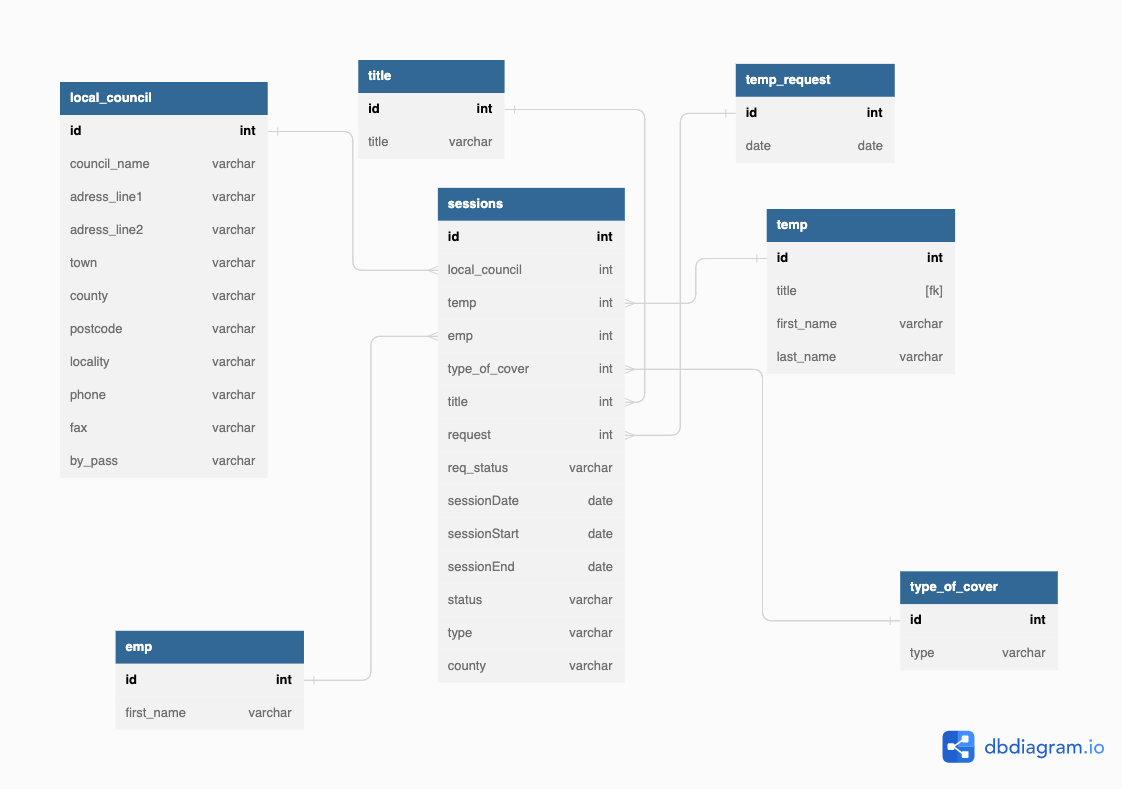 local_council
id int
council_name varchar
adress_line1 varchar
adress_line2 varchar
town varchar
county varchar
postcode varchar
locality varchar
phone varchar
fax varchar
by_pass varchar
title
id int
title varchar
sessions
id int
local_council int
temp int
emp int
type_of_cover int
title int
request int
req_status varchar
sessionDate date
sessionStart date
sessionEnd date
status varchar
type varchar
county varchar
temp_request
id int
date date
temp
id int
title [fk]
first_name varchar
last_name varchar
emp
id int
first_name varchar
type_of_cover
id int
type varchar
dbdiagram.io